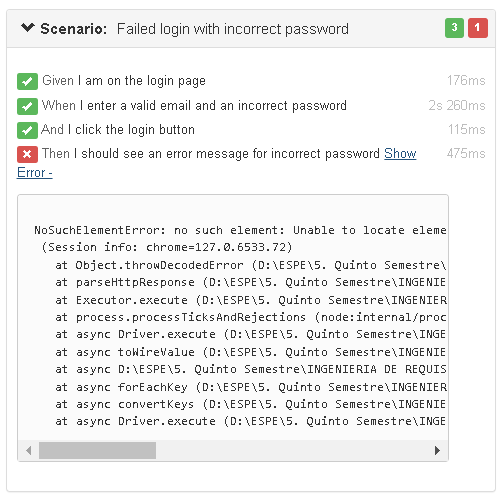 Scenario: Failed login with incorrect password 3 1
Given I am on the login page 176ms
When I enter a valid email and an incorrect password 2s 260ms
And I click the login button 115ms
Then I should see an error message for incorrect password Show 475ms
Error -
NoSuchElementError: no such element: Unable to locate eleme
(Session info: chrome=127.0.6533.72)
at Object.throwDecodedError (D:\ESPE\5. Quinto Semestre\
at parseHttpResponse (D:\ESPE\5. Quinto Semestre\INGENIE
at Executor.execute (D:\ESPE\5. Quinto Semestre\INGENIER
at process.processTicksAndRejections (node:internal/proc
at async Driver.execute (D:\ESPE\5. Quinto Semestre\INGE
at async toWireValue (D:\ESPE\5. Quinto Semestre\INGENIE
at async D:\ESPE\5. Quinto Semestre\INGENIERIA DE REQUIS
at async forEachKey (D:\ESPE\5. Quinto Semestre\INGENIER
at async convertKeys (D:\ESPE\5. Quinto Semestre\INGENIE
at async Driver.execute (D:\ESPE\5. Quinto Semestre\INGE